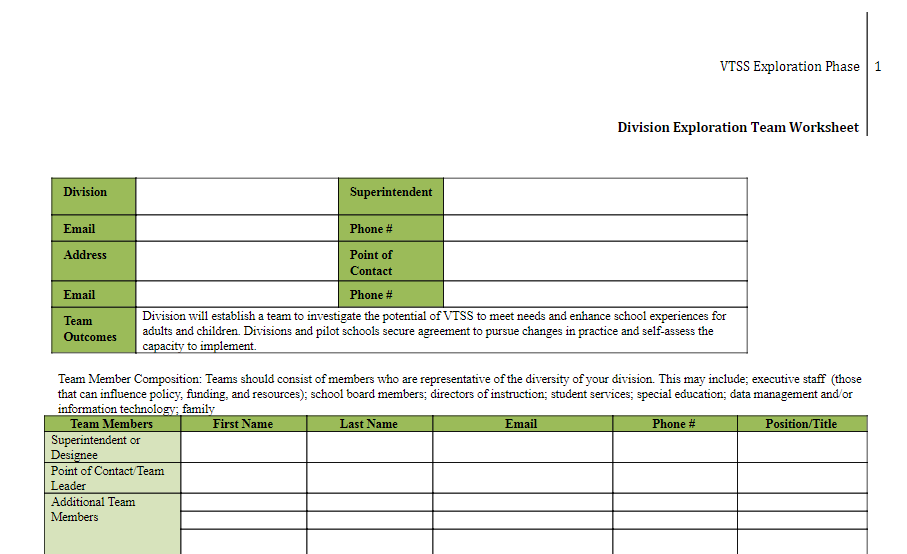 VTSS Exploration Phase 1
Division Exploration Team Worksheet
Division Superintendent
Email Phone #
Address Point of
Contact
Email Phone #
Team
Outcomes
Division will establish a team to investigate the potential of VTSS to meet needs and enhance school experiences for
adults and children. Divisions and pilot schools secure agreement to pursue changes in practice and self-assess the
capacity to implement.
Team Member Composition: Teams should consist of members who are representative of the diversity of your division. This may include; executive staff (those
that can influence policy, funding, and resources); school board members; directors of instruction; student services; special education; data management and/or
information technology; family
Team Members First Name Last Name Email Phone # Position/Title
Superintendent or
Designee
Point of Contact/Team
Leader
Additional Team
Members